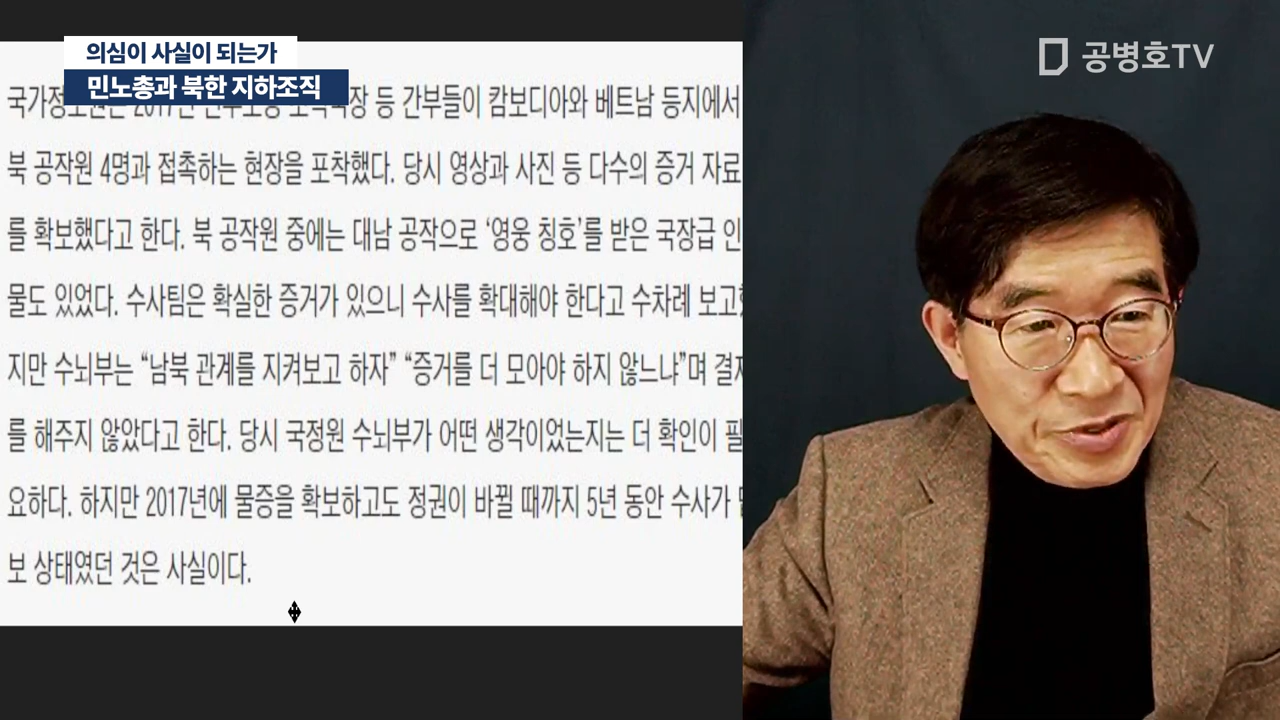 의심이 사실이 되는가
민노총과 북한 지하조직
공병호TV
등 간부들이 캄보디아와 베트남 등지에서
북 공작원 4명과 접촉하는 현장을 포착했다. 당시 영상과 사진 등 다수의 증거 자료
를 확보했다고 한다. 북 공작원 중에는 대남 공작으로 ‘영웅 칭호’를 받은 국장급 인
물도 있었다. 수사팀은 확실한 증거가 있으니 수사를 확대해야 한다고 수차례
지만 수뇌부는 “남북 관계를 지켜보고 하자” “증거를 더 모아야 하지 않느냐”며
를 해주지 않았다고 한다. 당시 국정원 수뇌부가 어떤 생각이었는지는 더 확인이 필
요하다. 하지만 2017년에 물증을 확보하고도 정권이 바뀔 때까지 5년 동안 수사가
보 상태였던 것은 사실이다.